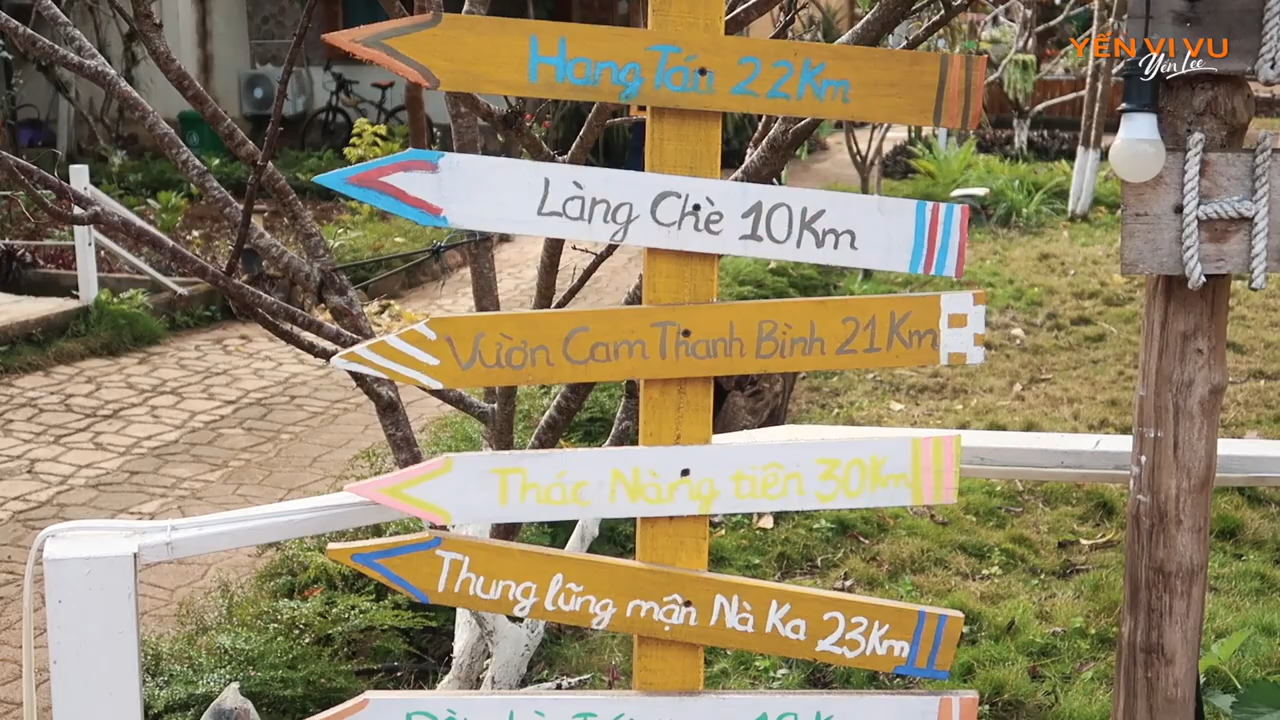 YẾN VI VU
Yến Lee
Hang Táu 22Km
Làng Chè 10Km
Vườn Cam Thanh Bình 21Km
Thác Nàng tiên 30Km
Thung lũng mận Nà Ka 23Km